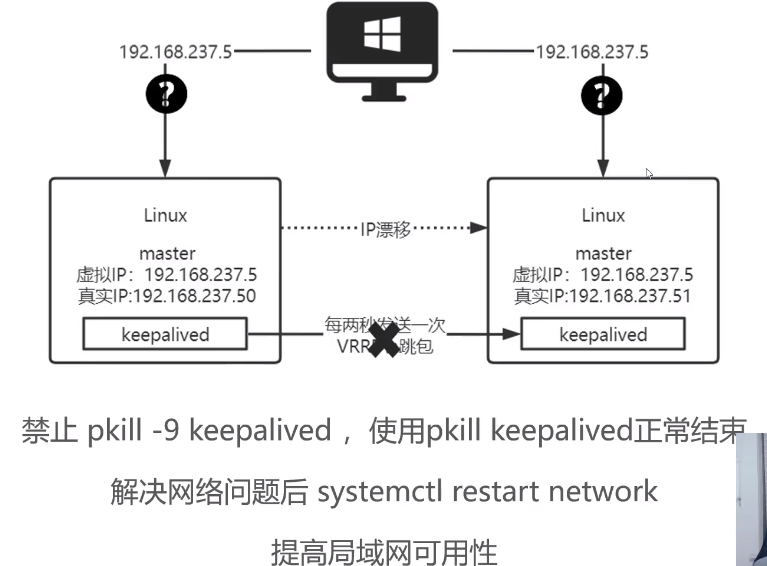 192.168.237.5
192.168.237.5
?
?
Linux
master
虚拟IP：192.168.237.5
真实IP:192.168.237.50
keepalived
IP漂移
每两秒发送一次
跳包
Linux
master
虚拟IP：192.168.237.5
真实IP:192.168.237.51
keepalived
禁止 pkill -9 keepalived ，使用pkill keepalived正常结束
解决网络问题后 systemctl restart network
提高局域网可用性